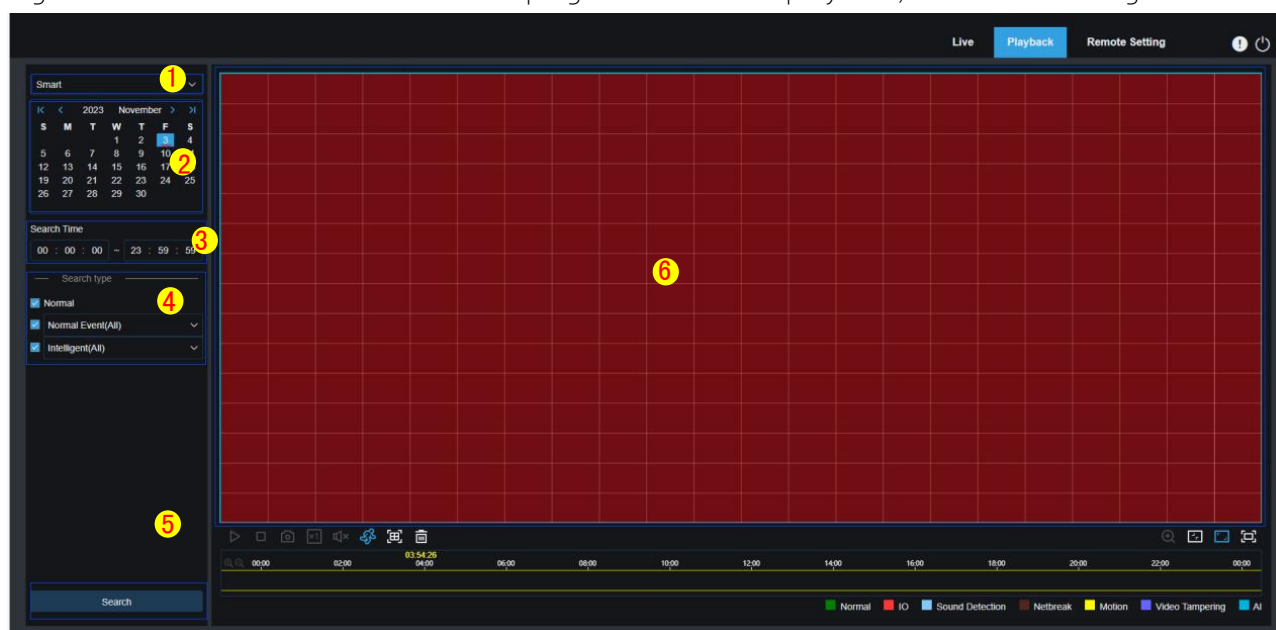 Live Playback Remote Setting
Smart 1
2023 November
S M T W T F S
1 2 3 4
5 6 7 8 9 10
12 13 14 15 16 17 2
19 20 21 22 23 24 25
26 27 28 29 30
Search Time
00 : 00 : 00 ~ 23 : 59 : 59 3
Search type
Normal 4
Normal Event(All)
Intelligent(All)
6
5
x1
03:54:26
00:00 02:00 04:00 06:00 08:00 10:00 12:00 14:00 16:00 18:00 20:00 22:00 00:00
Search
Normal IO Sound Detection Netbreak Motion Video Tampering AI